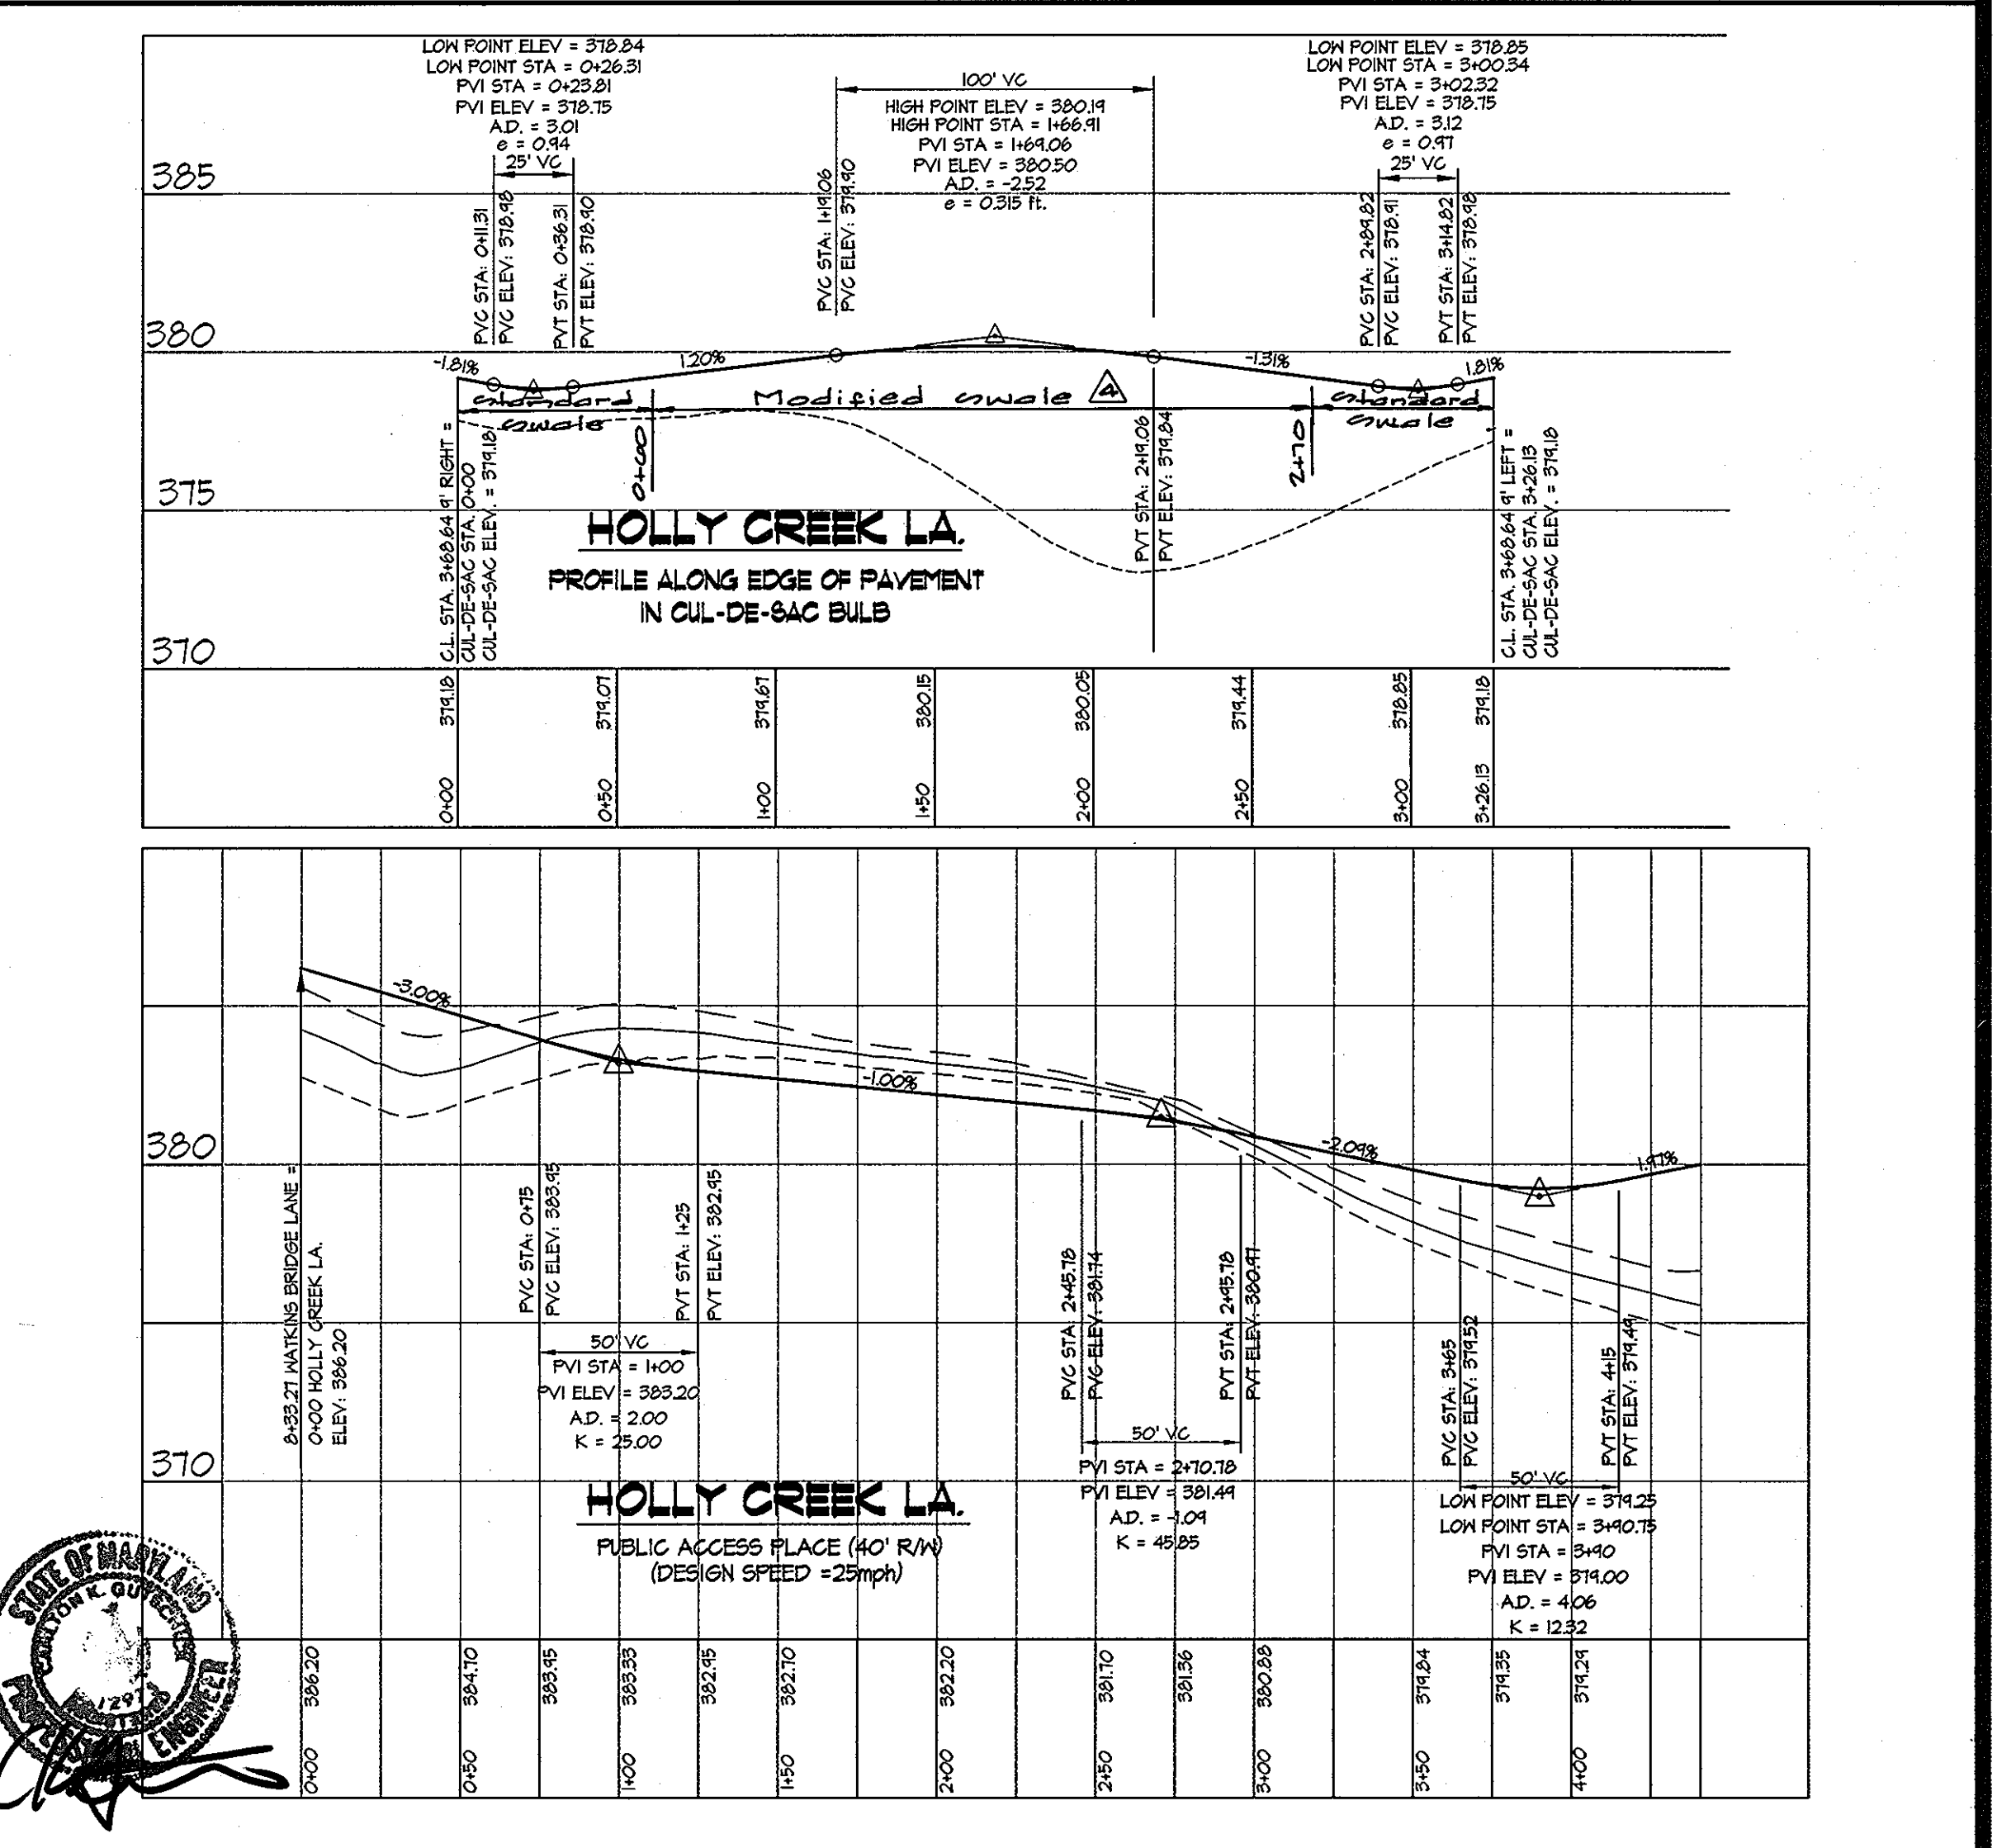 LOW POINT ELEV = 378.84
LOW POINT STA = 0+26.31
PVI STA = 0+23.81
PVI ELEV = 378.75
A.D. = 3.01
e = 0.94
25' VC
100' VC
HIGH POINT ELEV = 380.19
HIGH POINT STA = 1+66.91
PVI STA = 1+69.06
PVI ELEV = 380.50
A.D. = -2.52
e = 0.315 ft.
LOW POINT ELEV = 378.85
LOW POINT STA = 3+00.34
PVI STA = 3+02.32
PVI ELEV = 378.75
A.D. = 3.12
e = 0.97
25' VC
385
PVC STA: 0+11.31
PVC ELEV: 378.98
PVT STA: 0+36.31
PVT ELEV: 378.90
PVC STA: 1+19.06
PVC ELEV: 379.90
PVC STA: 2+89.82
PVC ELEV: 378.91
PVT STA: 3+14.82
PVT ELEV: 378.98
380
-1.81%
1.20%
-1.31%
1.81%
Standard
Swale
Modified swale 4
Standard
Swale
0+60
2+70
PVT STA: 2+19.06
PVT ELEV: 379.84
375
C.L. STA. 3+68.64 9' RIGHT =
CUL-DE-SAC STA. 0+00
CUL-DE-SAC ELEV. = 379.18
C.L. STA. 3+68.64 9' LEFT =
CUL-DE-SAC STA. 3+26.13
CUL-DE-SAC ELEV. = 379.18
HOLLY CREEK LA.
PROFILE ALONG EDGE OF PAVEMENT
IN CUL-DE-SAC BULB
370
379.18
379.07
379.67
380.15
380.05
379.44
378.85
379.18
0+00
0+50
1+00
1+50
2+00
2+50
3+00
3+26.13
-3.00%
-1.00%
-2.09%
1.97%
380
8+33.27 WATKINS BRIDGE LANE =
0+00 HOLLY CREEK LA.
ELEV: 386.20
PVC STA: 0+75
PVC ELEV: 383.95
PVT STA: 1+25
PVT ELEV: 382.95
50' VC
PVI STA = 1+00
PVI ELEV = 383.20
A.D. = 2.00
K = 25.00
PVC STA: 2+45.78
PVC ELEV: 381.74
PVT STA: 2+95.78
PVT ELEV: 380.97
50' VC
PVI STA = 2+70.78
PVI ELEV = 381.49
A.D. = -1.09
K = 45.85
PVC STA: 3+65
PVC ELEV: 379.52
PVT STA: 4+15
PVT ELEV: 379.49
50' VC
LOW POINT ELEV = 379.25
LOW POINT STA = 3+90.75
PVI STA = 3+90
PVI ELEV = 379.00
A.D. = 4.06
K = 12.32
370
HOLLY CREEK LA.
PUBLIC ACCESS PLACE (40' R/W)
(DESIGN SPEED =25mph)
STATE OF MARYLAND
CARLTON K.
ENGINEER
386.20
384.70
383.95
383.33
382.95
382.70
382.20
381.70
381.36
380.88
379.84
379.35
379.29
0+00
0+50
1+00
1+50
2+00
2+50
3+00
3+50
4+00